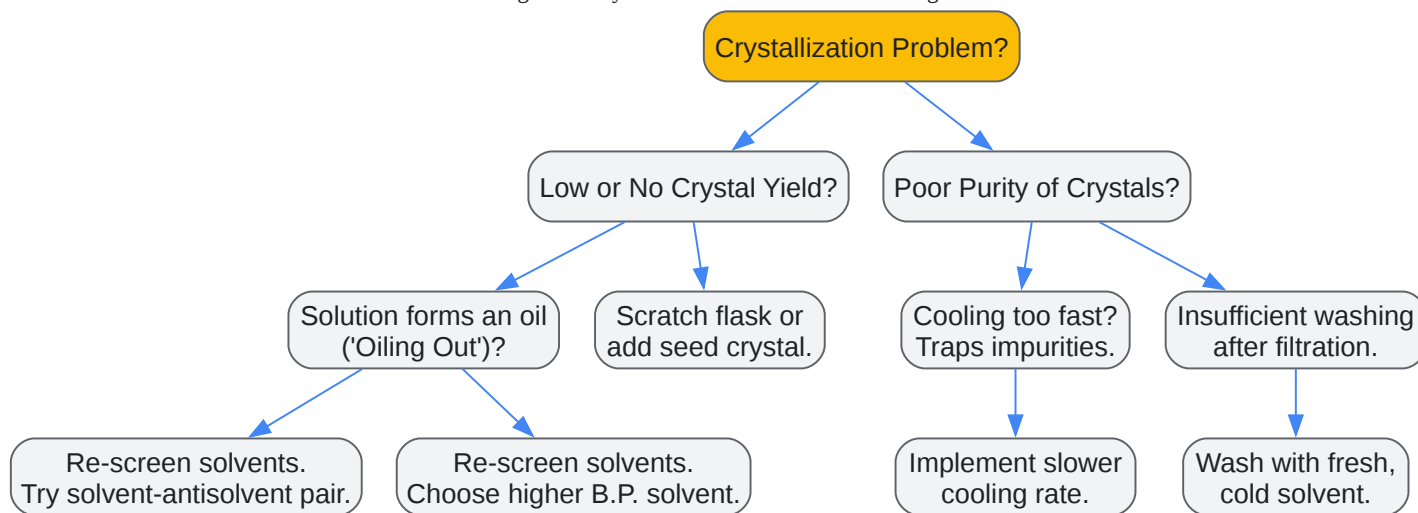 Crystallization Problem?
Low or No Crystal Yield?
Poor Purity of Crystals?
Solution forms an oil
('Oiling Out')?
Scratch flask or
add seed crystal.
Cooling too fast?
Traps impurities.
Insufficient washing
after filtration.
Re-screen solvents.
Try solvent-antisolvent pair.
Re-screen solvents.
Choose higher B.P. solvent.
Implement slower
cooling rate.
Wash with fresh,
cold solvent.